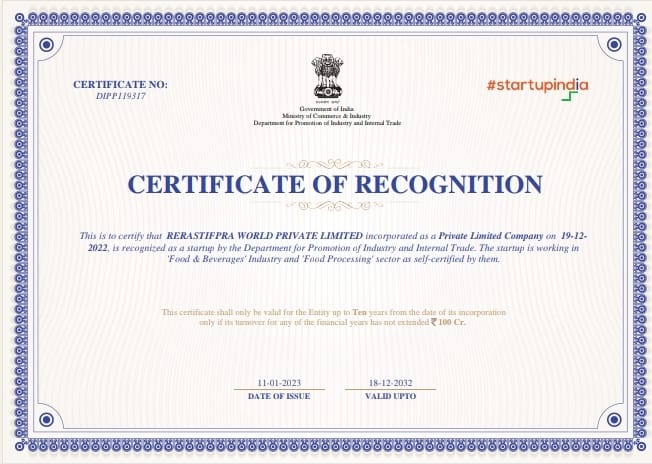 CERTIFICATE NO:
DIPP119317
#startupindia
Government of India
Ministry of Commerce & Industry
Department for Promotion of Industry and Internal Trade
CERTIFICATE OF RECOGNITION
This is to certify that RERASTIFPRA WORLD PRIVATE LIMITED incorporated as a Private Limited Company on 19-12-
2022, is recognized as a startup by the Department for Promotion of Industry and Internal Trade. The startup is working in
'Food & Beverages' Industry and 'Food Processing' sector as self-certified by them.
This certificate shall only be valid for the Entity up to Ten years from the date of its incorporation
only if its turnover for any of the financial years has not extended ₹ 100 Cr.
11-01-2023
DATE OF ISSUE
18-12-2032
VALID UPTO